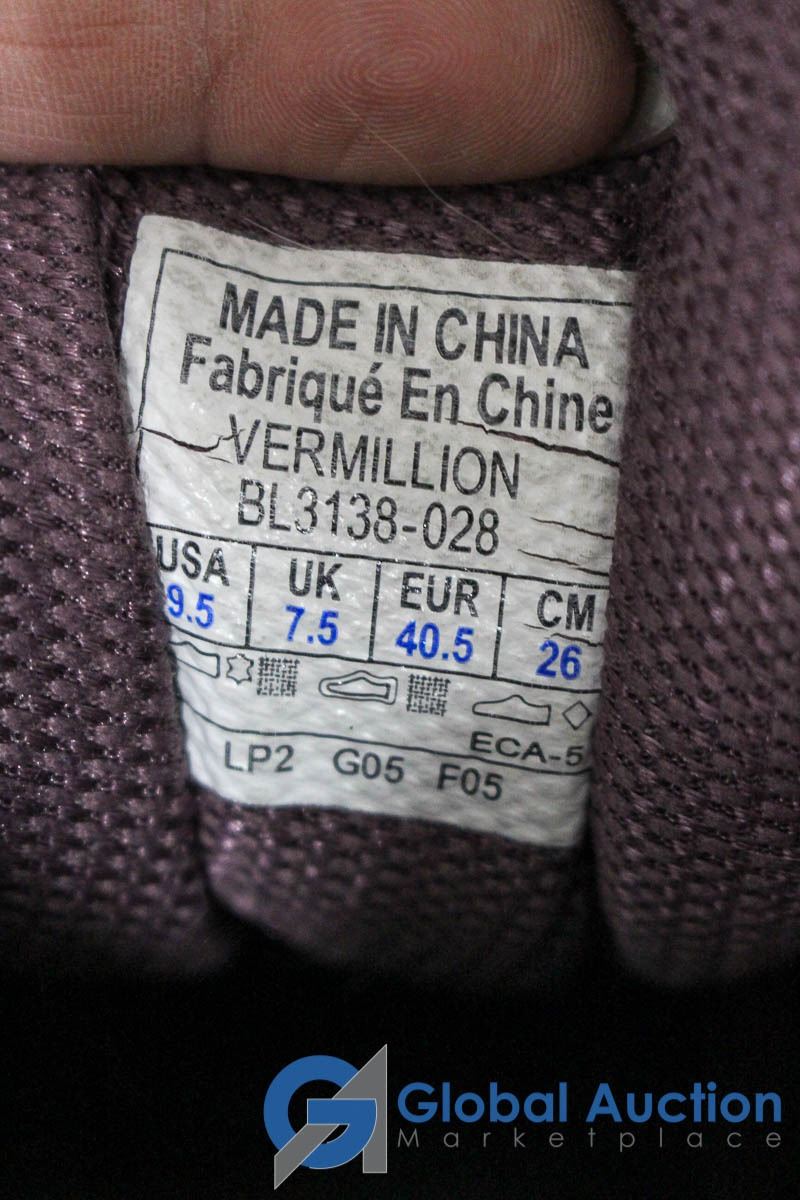 MADE IN CHINA
Fabriqué En Chine
VERMILLION
BL3138-028
USA UK EUR CM
9.5 7.5 40.5 26
ECA-5
LP2 G05 F05
Global Auction
Marketplace